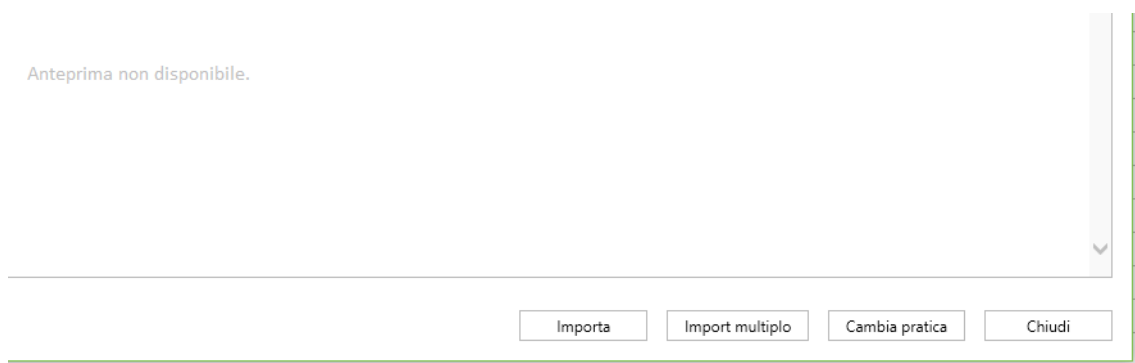 Anteprima non disponibile.
Importa Import multiplo Cambia pratica Chiudi